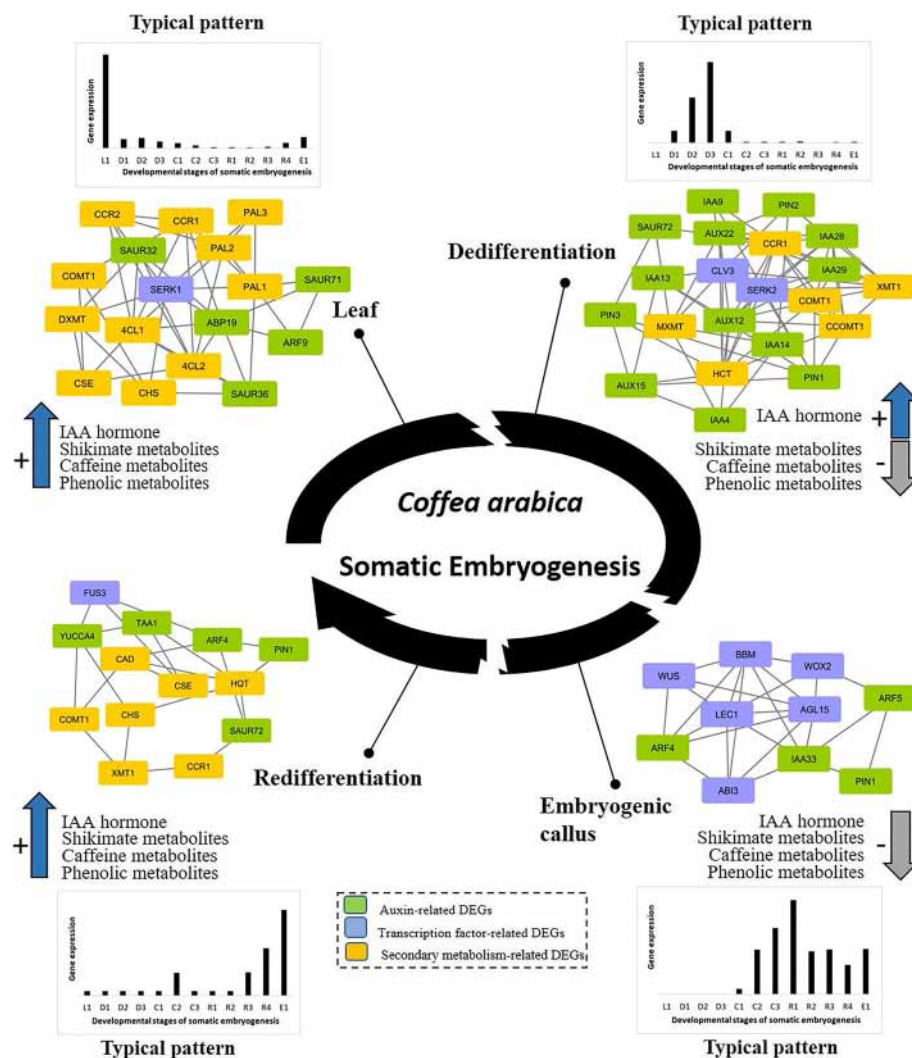 Typical pattern
Gene expression
L1 D1 D2 D3 C1 C2 C3 R1 R2 R3 R4 E1
Developmental stages of somatic embryogenesis
Typical pattern
Gene expression
L1 D1 D2 D3 C1 C2 C3 R1 R2 R3 R4 E1
Developmental stages of somatic embryogenesis
CCR2
CCR1
PAL3
SAUR32
PAL2
COMT1
SERK1
PAL1
SAUR71
DXMT
4CL1
ABP19
ARF9
4CL2
CSE
CHS
SAUR36
Leaf
+
IAA hormone
Shikimate metabolites
Caffeine metabolites
Phenolic metabolites
Dedifferentiation
IAA9
PIN2
SAUR72
AUX22
CCR1
IAA28
IAA13
CLV3
IAA29
SERK2
XMT1
PIN3
COMT1
MXMT
AUX12
CCOMT1
IAA14
HCT
AUX15
PIN1
IAA4
IAA hormone +
Shikimate metabolites
Caffeine metabolites -
Phenolic metabolites
Coffea arabica
Somatic Embryogenesis
FUS3
YUCCA4
TAA1
ARF4
PIN1
CAD
CSE
HQT
COMT1
CHS
SAUR72
XMT1
CCR1
Redifferentiation
+
IAA hormone
Shikimate metabolites
Caffeine metabolites
Phenolic metabolites
BBM
WUS
WOX2
LEC1
AGL15
ARF5
ARF4
IAA33
PIN1
ABI3
Embryogenic
callus
IAA hormone
Shikimate metabolites -
Caffeine metabolites
Phenolic metabolites
Auxin-related DEGs
Transcription factor-related DEGs
Secondary metabolism-related DEGs
Gene expression
L1 D1 D2 D3 C1 C2 C3 R1 R2 R3 R4 E1
Developmental stages of somatic embryogenesis
Typical pattern
Gene expression
L1 D1 D2 D3 C1 C2 C3 R1 R2 R3 R4 E1
Developmental stages of somatic embryogenesis
Typical pattern